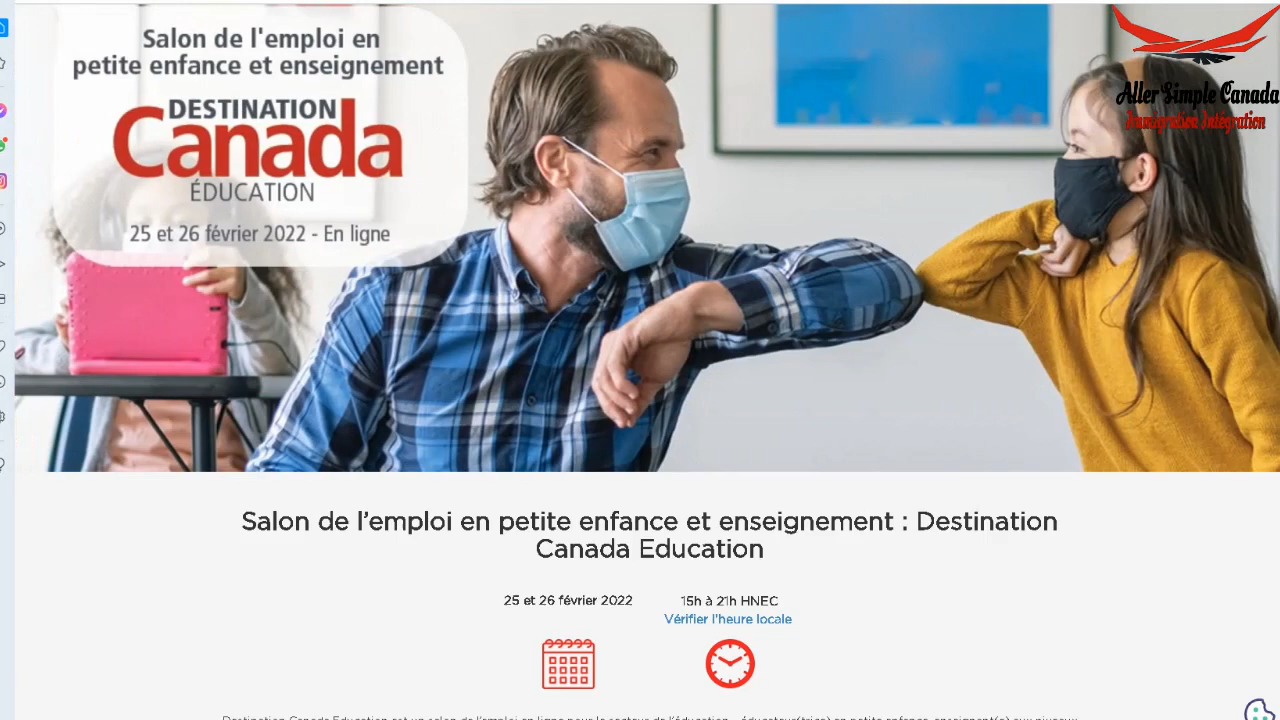 Salon de l'emploi en
petite enfance et enseignement
DESTINATION
Canada
ÉDUCATION
25 et 26 février 2022 - En ligne
Aller Simple Canada
Immigration Intégration
Salon de l’emploi en petite enfance et enseignement : Destination
Canada Education
25 et 26 février 2022
15h à 21h HNEC
Vérifier l'heure locale